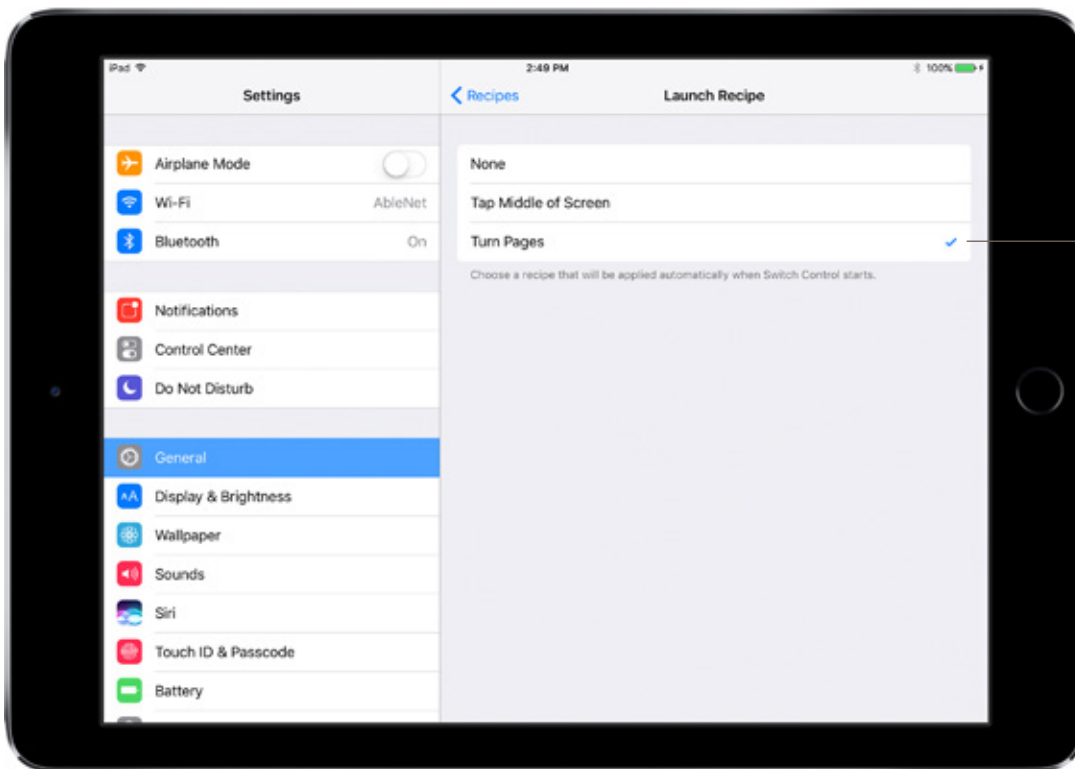 iPad
2:49 PM
100%
Settings
Recipes
Launch Recipe
Airplane Mode
Wi-Fi AbleNet
Bluetooth On
Notifications
Control Center
Do Not Disturb
General
AA Display & Brightness
Wallpaper
Sounds
Siri
Touch ID & Passcode
Battery
None
Tap Middle of Screen
Turn Pages
Choose a recipe that will be applied automatically when Switch Control starts.